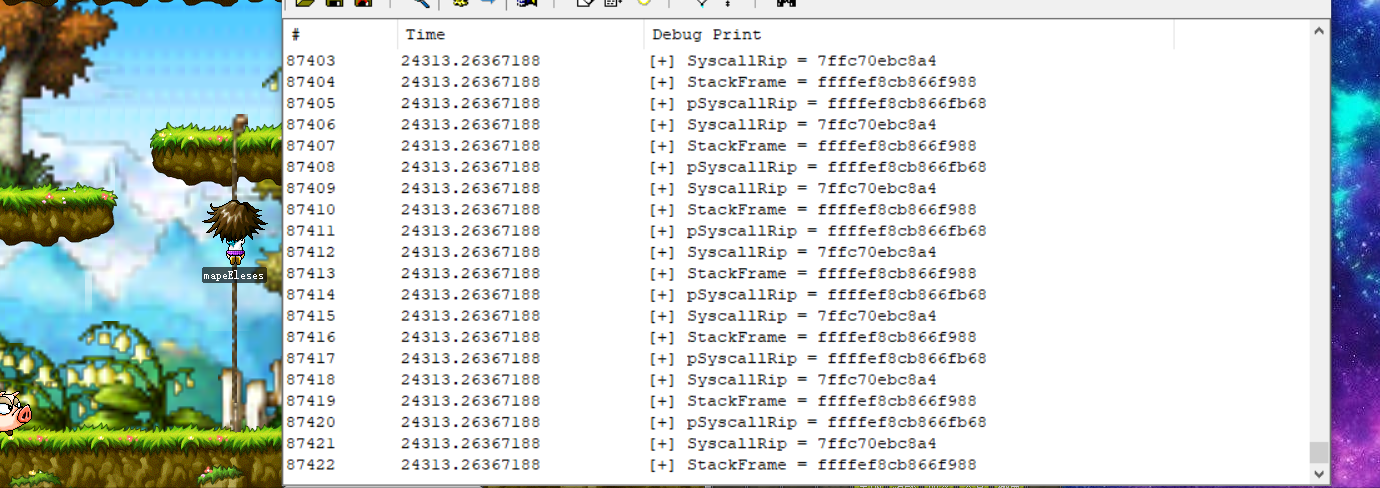 # Time Debug Print
87403 24313.26367188 [+] SyscallRip = 7ffc70ebc8a4
87404 24313.26367188 [+] StackFrame = ffffef8cb866f988
87405 24313.26367188 [+] pSyscallRip = ffffef8cb866fb68
87406 24313.26367188 [+] SyscallRip = 7ffc70ebc8a4
87407 24313.26367188 [+] StackFrame = ffffef8cb866f988
87408 24313.26367188 [+] pSyscallRip = ffffef8cb866fb68
87409 24313.26367188 [+] SyscallRip = 7ffc70ebc8a4
87410 24313.26367188 [+] StackFrame = ffffef8cb866f988
87411 24313.26367188 [+] pSyscallRip = ffffef8cb866fb68
87412 24313.26367188 [+] SyscallRip = 7ffc70ebc8a4
mapeEleses
87413 24313.26367188 [+] StackFrame = ffffef8cb866f988
87414 24313.26367188 [+] pSyscallRip = ffffef8cb866fb68
87415 24313.26367188 [+] SyscallRip = 7ffc70ebc8a4
87416 24313.26367188 [+] StackFrame = ffffef8cb866f988
87417 24313.26367188 [+] pSyscallRip = ffffef8cb866fb68
87418 24313.26367188 [+] SyscallRip = 7ffc70ebc8a4
87419 24313.26367188 [+] StackFrame = ffffef8cb866f988
87420 24313.26367188 [+] pSyscallRip = ffffef8cb866fb68
87421 24313.26367188 [+] SyscallRip = 7ffc70ebc8a4
87422 24313.26367188 [+] StackFrame = ffffef8cb866f988